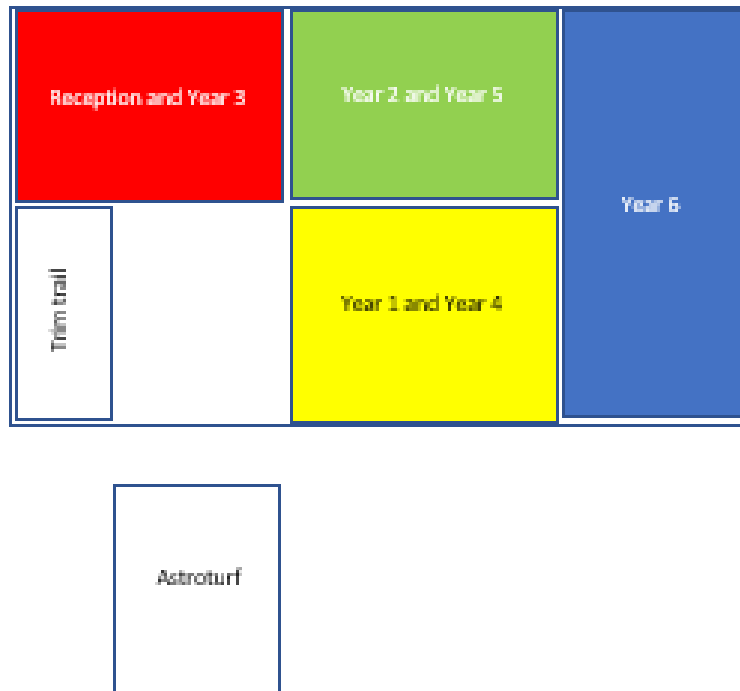 Reception and Year 3
Year 2 and Year 5
Year 6
Trim trail
Year 1 and Year 4
Astroturf